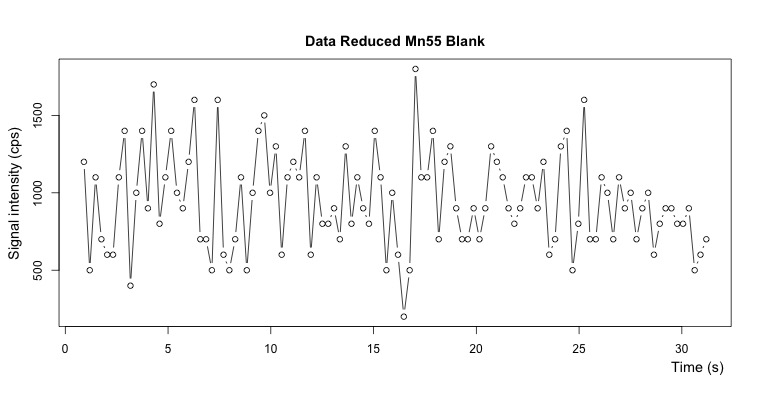 Data Reduced Mn55 Blank
Signal intensity (cps)
1500
1000
500
0 5 10 15 20 25 30
Time (s)